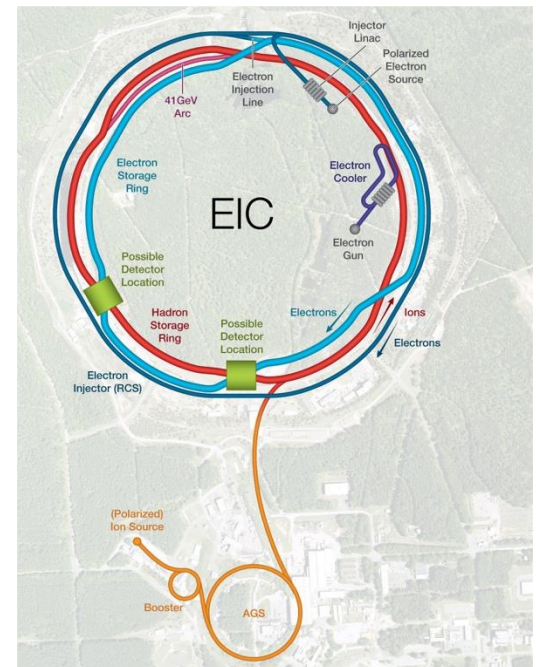 Injector
Linac
Polarized
Electron
Source
Electron
Injection
Line
41GeV
Arc
Electron
Storage
Ring
Electron
Cooler
EIC
Electron
Gun
Possible
Detector
Location
Hadron
Storage
Ring
Possible
Detector
Location
Electrons
Ions
Electrons
Electron
Injector (RCS)
(Polarized)
Ion Source
Booster
AGS